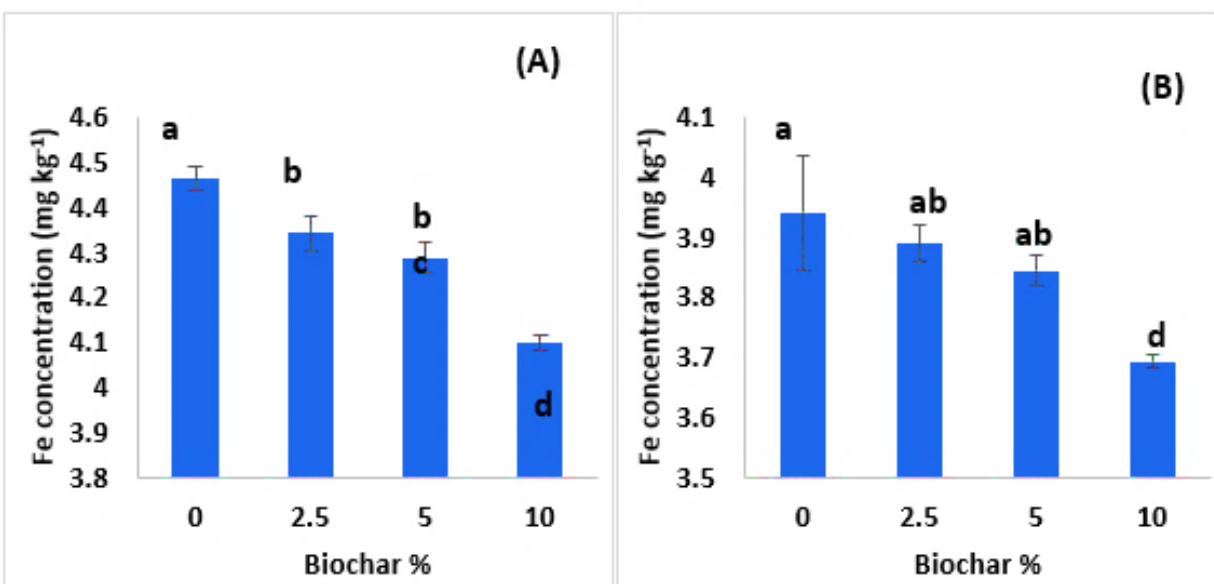 (A)
Fe concentration (mg kg-1)
4.6
4.5
4.4
4.3
4.2
4.1
4
3.9
3.8
a
b
b
c
d
0 2.5 5 10
Biochar %
(B)
Fe concentration (mg kg-1)
4.1
4
3.9
3.8
3.7
3.6
3.5
a
ab
ab
d
0 2.5 5 10
Biochar %